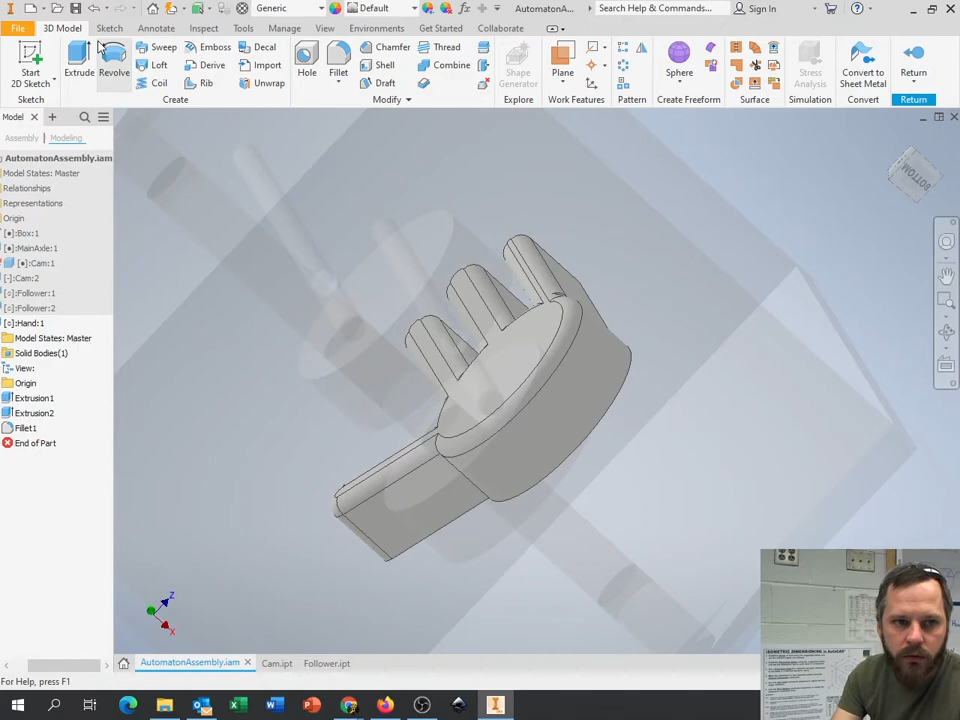 Generic
Default
AutomatonA...
Search Help & Commands...
Sign In
File
3D Model
Sketch
Annotate
Inspect
Tools
Manage
View
Environments
Get Started
Collaborate
Start
2D Sketch
Extrude
Revolve
Sweep
Emboss
Decal
Loft
Derive
Import
Coil
Rib
Unwrap
Hole
Fillet
Chamfer
Thread
Shell
Combine
Draft
Shape
Generator
Plane
Sphere
Stress
Analysis
Convert to
Sheet Metal
Return
Sketch
Create
Modify
Explore
Work Features
Pattern
Create Freeform
Surface
Simulation
Convert
Return
Model
Assembly
Modeling
AutomatonAssembly.iam
Model States: Master
Relationships
Representations
Origin
[●]:Box:1
[●]:MainAxle:1
[●]:Cam:1
[-]:Cam:2
[○]:Follower:1
[○]:Follower:2
[○]:Hand:1
Model States: Master
Solid Bodies(1)
View:
Origin
Extrusion1
Extrusion2
Fillet1
End of Part
BOTTOM
Z
X
AutomatonAssembly.iam
Cam.ipt
Follower.ipt
For Help, press F1